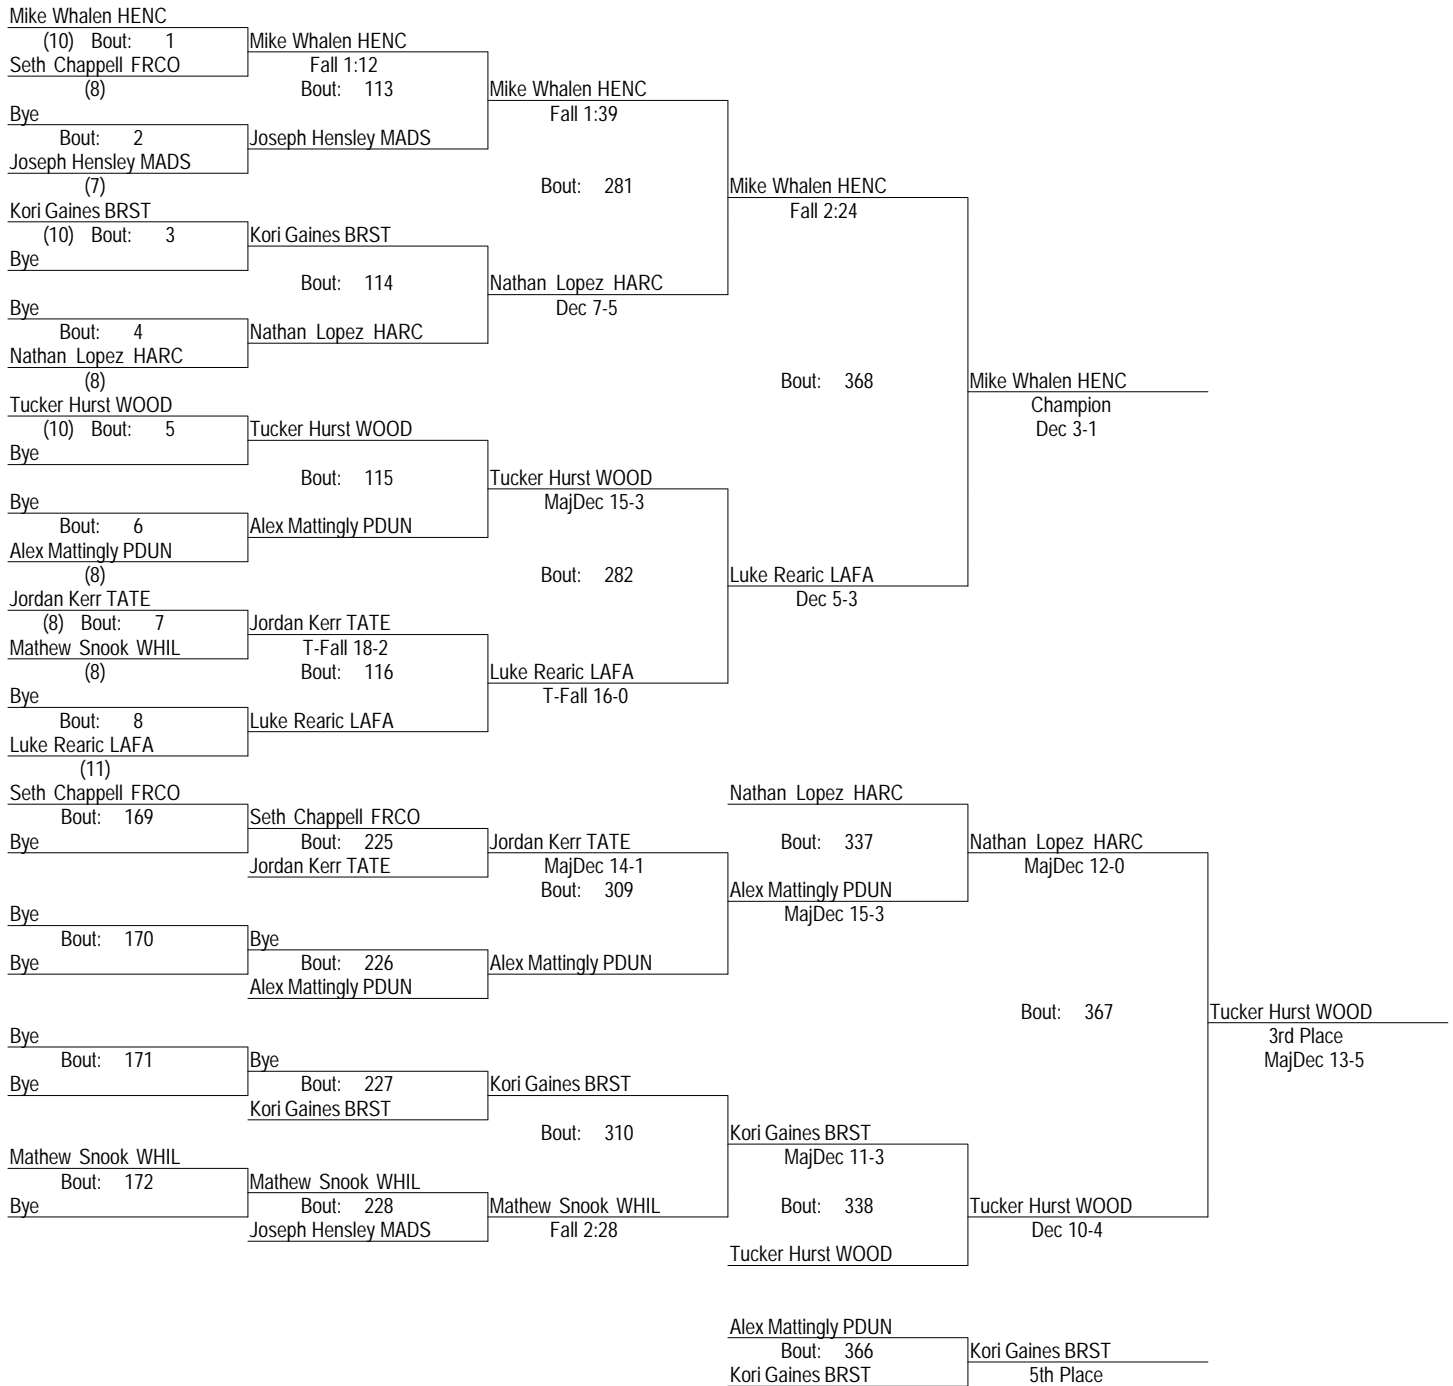 Mike Whalen HENC
(10) Bout: 1
Seth Chappell FRCO
(8)
Bye
Bout: 2
Joseph Hensley MADS
(7)
Kori Gaines BRST
(10) Bout: 3
Bye
Bye
Bout: 4
Nathan Lopez HARC
(8)
Tucker Hurst WOOD
(10) Bout: 5
Bye
Bye
Bout: 6
Alex Mattingly PDUN
(8)
Jordan Kerr TATE
(8) Bout: 7
Mathew Snook WHIL
(8)
Bye
Bout: 8
Luke Rearic LAFA
(11)
Mike Whalen HENC
Fall 1:12
Bout: 113
Joseph Hensley MADS
Kori Gaines BRST
Bout: 114
Nathan Lopez HARC
Tucker Hurst WOOD
Bout: 115
Alex Mattingly PDUN
Jordan Kerr TATE
T-Fall 18-2
Bout: 116
Luke Rearic LAFA
Mike Whalen HENC
Fall 1:39
Bout: 281
Nathan Lopez HARC
Dec 7-5
Tucker Hurst WOOD
MajDec 15-3
Bout: 282
Luke Rearic LAFA
T-Fall 16-0
Mike Whalen HENC
Fall 2:24
Bout: 368
Luke Rearic LAFA
Dec 5-3
Mike Whalen HENC
Champion
Dec 3-1
Seth Chappell FRCO
Bout: 169
Bye
Bye
Bout: 170
Bye
Bye
Bout: 171
Bye
Mathew Snook WHIL
Bout: 172
Bye
Seth Chappell FRCO
Bout: 225
Jordan Kerr TATE
Bye
Bout: 226
Alex Mattingly PDUN
Bye
Bout: 227
Kori Gaines BRST
Mathew Snook WHIL
Bout: 228
Joseph Hensley MADS
Jordan Kerr TATE
MajDec 14-1
Bout: 309
Alex Mattingly PDUN
Kori Gaines BRST
Bout: 310
Mathew Snook WHIL
Fall 2:28
Nathan Lopez HARC
Bout: 337
Alex Mattingly PDUN
MajDec 15-3
Kori Gaines BRST
MajDec 11-3
Bout: 338
Tucker Hurst WOOD
Nathan Lopez HARC
MajDec 12-0
Bout: 367
Tucker Hurst WOOD
Dec 10-4
Tucker Hurst WOOD
3rd Place
MajDec 13-5
Alex Mattingly PDUN
Bout: 366
Kori Gaines BRST
Kori Gaines BRST
5th Place